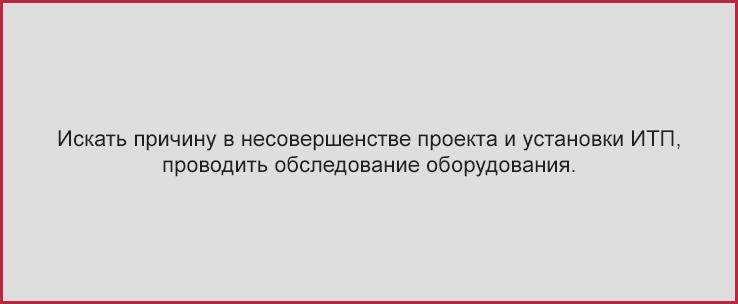 Искать причину в несовершенстве проекта и установки ИТП,
проводить обследование оборудования.